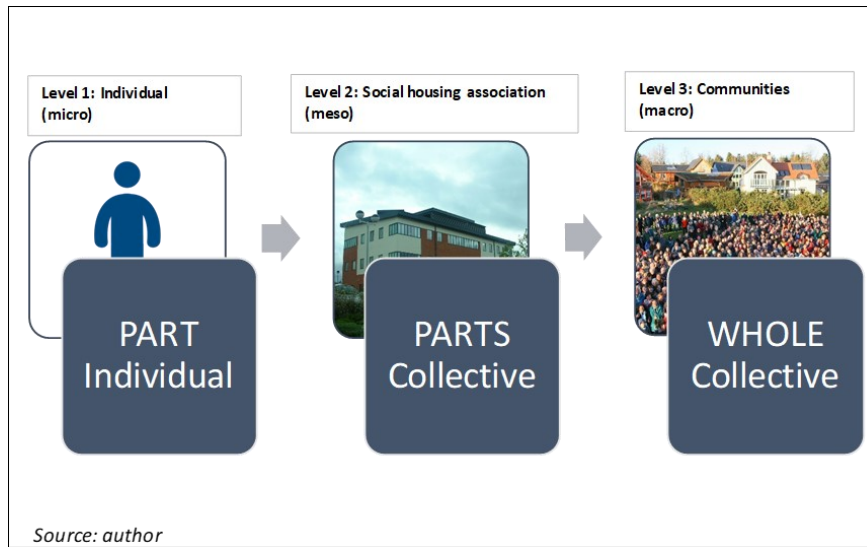 Level 1: Individual
(micro)
Level 2: Social housing association
(meso)
Level 3: Communities
(macro)
PART
Individual
PARTS
Collective
WHOLE
Collective
Source: author